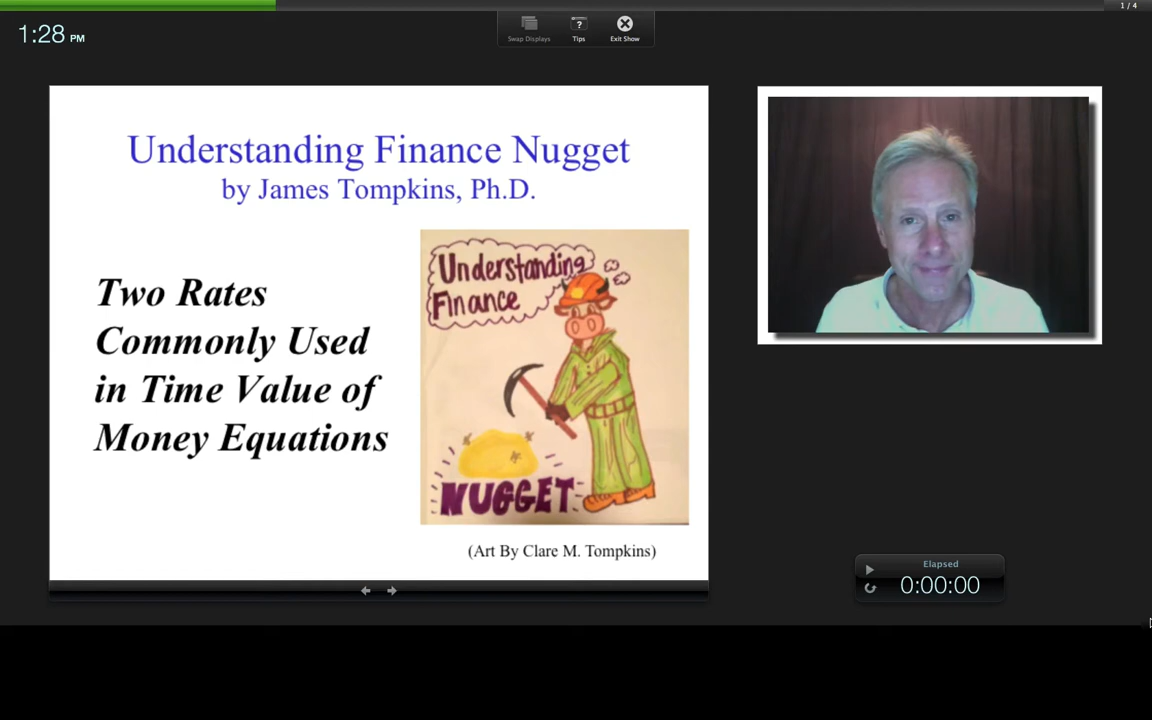 1 / 4
1:28 PM
Swap Displays
Tips
Exit Show
Understanding Finance Nugget
by James Tompkins, Ph.D.
Two Rates
Commonly Used
in Time Value of
Money Equations
Understanding
Finance
NUGGET
(Art By Clare M. Tompkins)
Elapsed
0:00:00